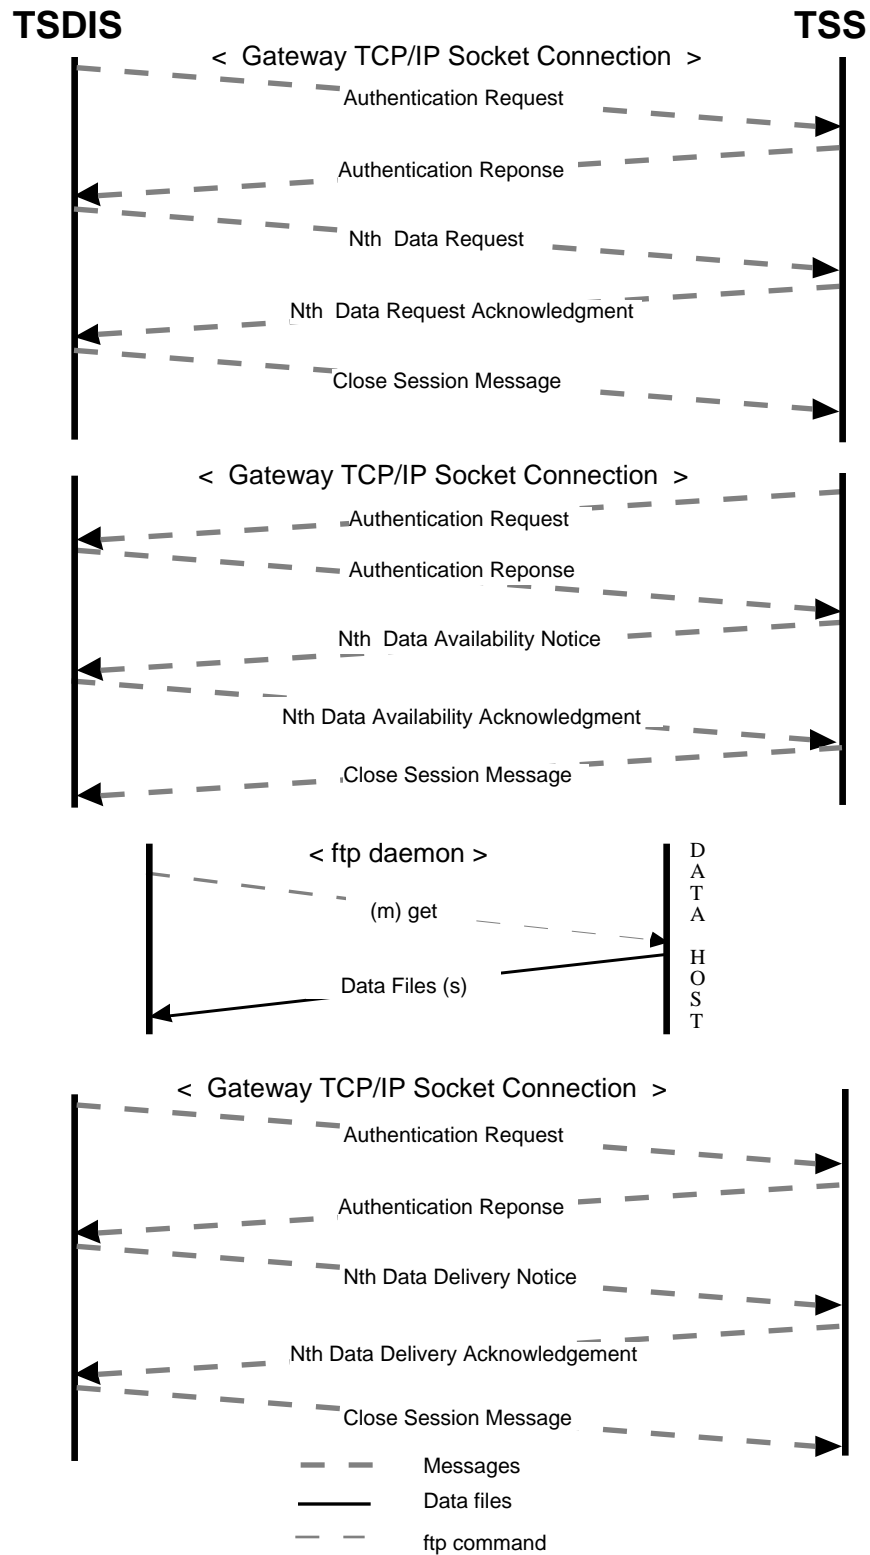 TSDIS
TSS
< Gateway TCP/IP Socket Connection >
Authentication Request
Authentication Reponse
Nth Data Request
Nth Data Request Acknowledgment
Close Session Message
< Gateway TCP/IP Socket Connection >
Authentication Request
Authentication Reponse
Nth Data Availability Notice
Nth Data Availability Acknowledgment
Close Session Message
< ftp daemon >
(m) get
Data Files (s)
DATA HOST
< Gateway TCP/IP Socket Connection >
Authentication Request
Authentication Reponse
Nth Data Delivery Notice
Nth Data Delivery Acknowledgement
Close Session Message
Messages
Data files
ftp command